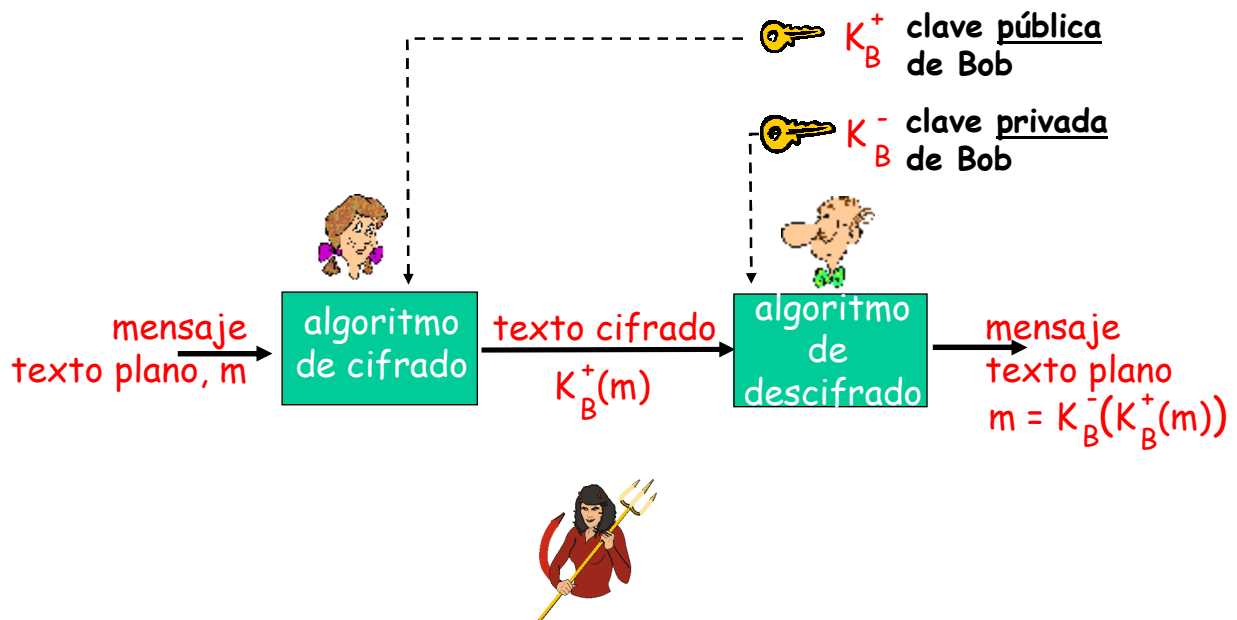 K_B^+ clave pública
de Bob
K_B^- clave privada
de Bob
mensaje
texto plano, m
algoritmo
de cifrado
texto cifrado
K_B^+(m)
algoritmo
de
descifrado
mensaje
texto plano
m = K_B^-(K_B^+(m))